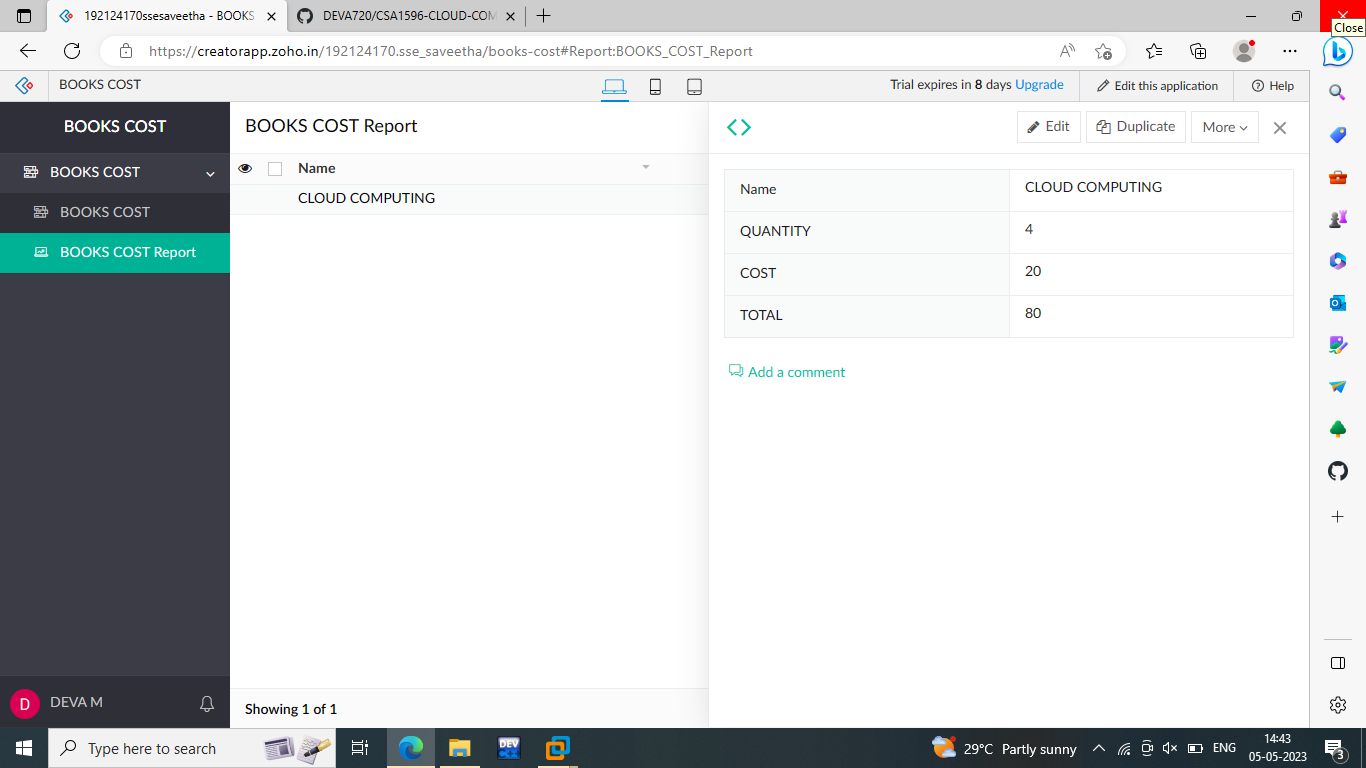 192124170ssesaveetha - BOOKS
DEVA720/CSA1596-CLOUD-COM
Close
https://creatorapp.zoho.in/192124170.sse_saveetha/books-cost#Report:BOOKS_COST_Report
BOOKS COST
Trial expires in 8 days Upgrade
Edit this application
Help
BOOKS COST
BOOKS COST
BOOKS COST
BOOKS COST Report
DEVA M
D
BOOKS COST Report
Name
CLOUD COMPUTING
Showing 1 of 1
Edit
Duplicate
More
Name CLOUD COMPUTING
QUANTITY 4
COST 20
TOTAL 80
Add a comment
Type here to search
DEV
C++
29°C Partly sunny
ENG
14:43
05-05-2023
3